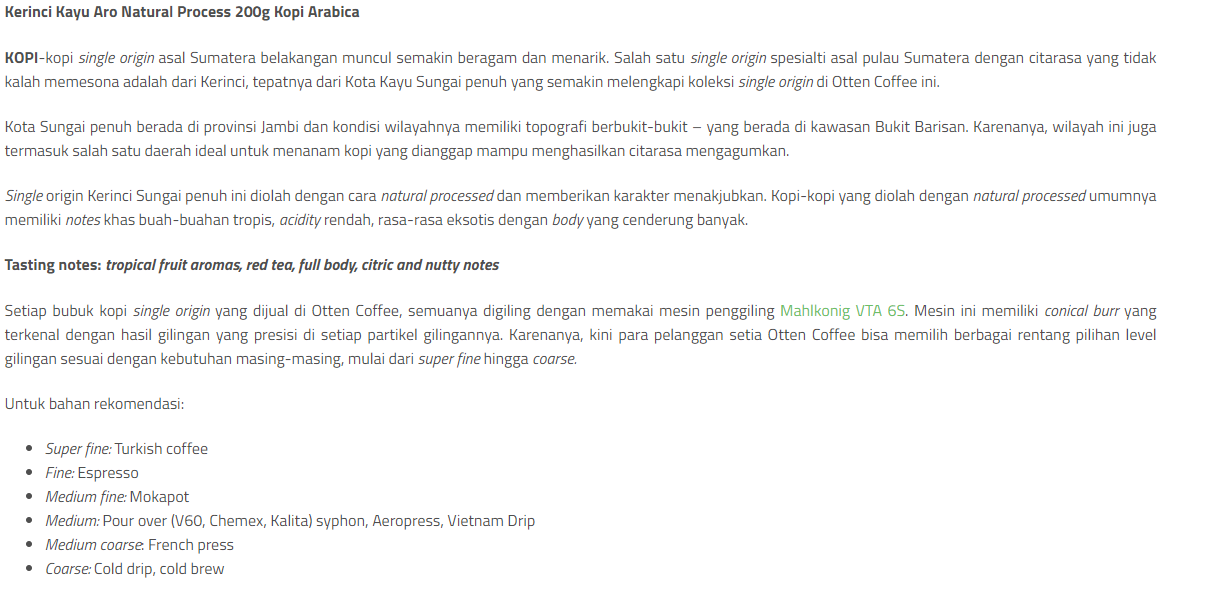 Kerinci Kayu Aro Natural Process 200g Kopi Arabica
KOPI-kopi single origin asal Sumatera belakangan muncul semakin beragam dan menarik. Salah satu single origin spesialti asal pulau Sumatera dengan citarasa yang tidak
kalah memesona adalah dari Kerinci, tepatnya dari Kota Kayu Sungai penuh yang semakin melengkapi koleksi single origin di Otten Coffee ini.
Kota Sungai penuh berada di provinsi Jambi dan kondisi wilayahnya memiliki topografi berbukit-bukit – yang berada di kawasan Bukit Barisan. Karenanya, wilayah ini juga
termasuk salah satu daerah ideal untuk menanam kopi yang dianggap mampu menghasilkan citarasa mengagumkan.
Single origin Kerinci Sungai penuh ini diolah dengan cara natural processed dan memberikan karakter menakjubkan. Kopi-kopi yang diolah dengan natural processed umumnya
memiliki notes khas buah-buahan tropis, acidity rendah, rasa-rasa eksotis dengan body yang cenderung banyak.
Tasting notes: tropical fruit aromas, red tea, full body, citric and nutty notes
Setiap bubuk kopi single origin yang dijual di Otten Coffee, semuanya digiling dengan memakai mesin penggiling Mahlkonig VTA 6S. Mesin ini memiliki conical burr yang
terkenal dengan hasil gilingan yang presisi di setiap partikel gilingannya. Karenanya, kini para pelanggan setia Otten Coffee bisa memilih berbagai rentang pilihan level
gilingan sesuai dengan kebutuhan masing-masing, mulai dari super fine hingga coarse.
Untuk bahan rekomendasi:
• Super fine: Turkish coffee
• Fine: Espresso
• Medium fine: Mokapot
• Medium: Pour over (V60, Chemex, Kalita) syphon, Aeropress, Vietnam Drip
• Medium coarse: French press
• Coarse: Cold drip, cold brew